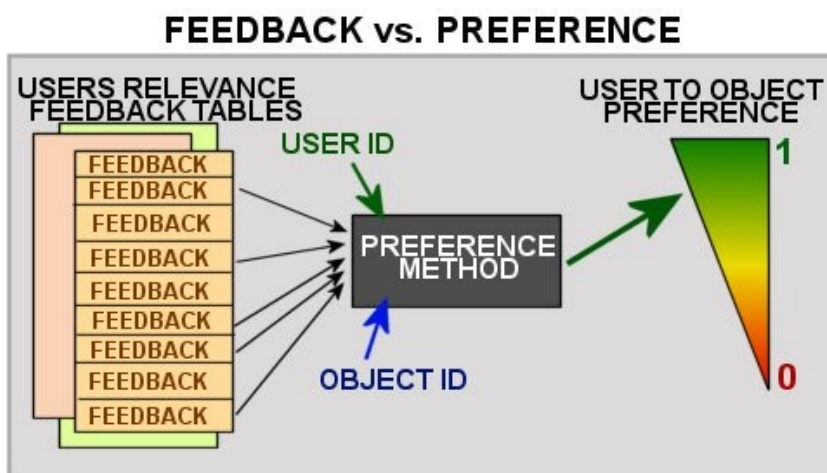 FEEDBACK vs. PREFERENCE
USERS RELEVANCE
FEEDBACK TABLES
FEEDBACK
FEEDBACK
FEEDBACK
FEEDBACK
FEEDBACK
FEEDBACK
FEEDBACK
FEEDBACK
FEEDBACK
USER ID
PREFERENCE
METHOD
OBJECT ID
USER TO OBJECT
PREFERENCE
1
0